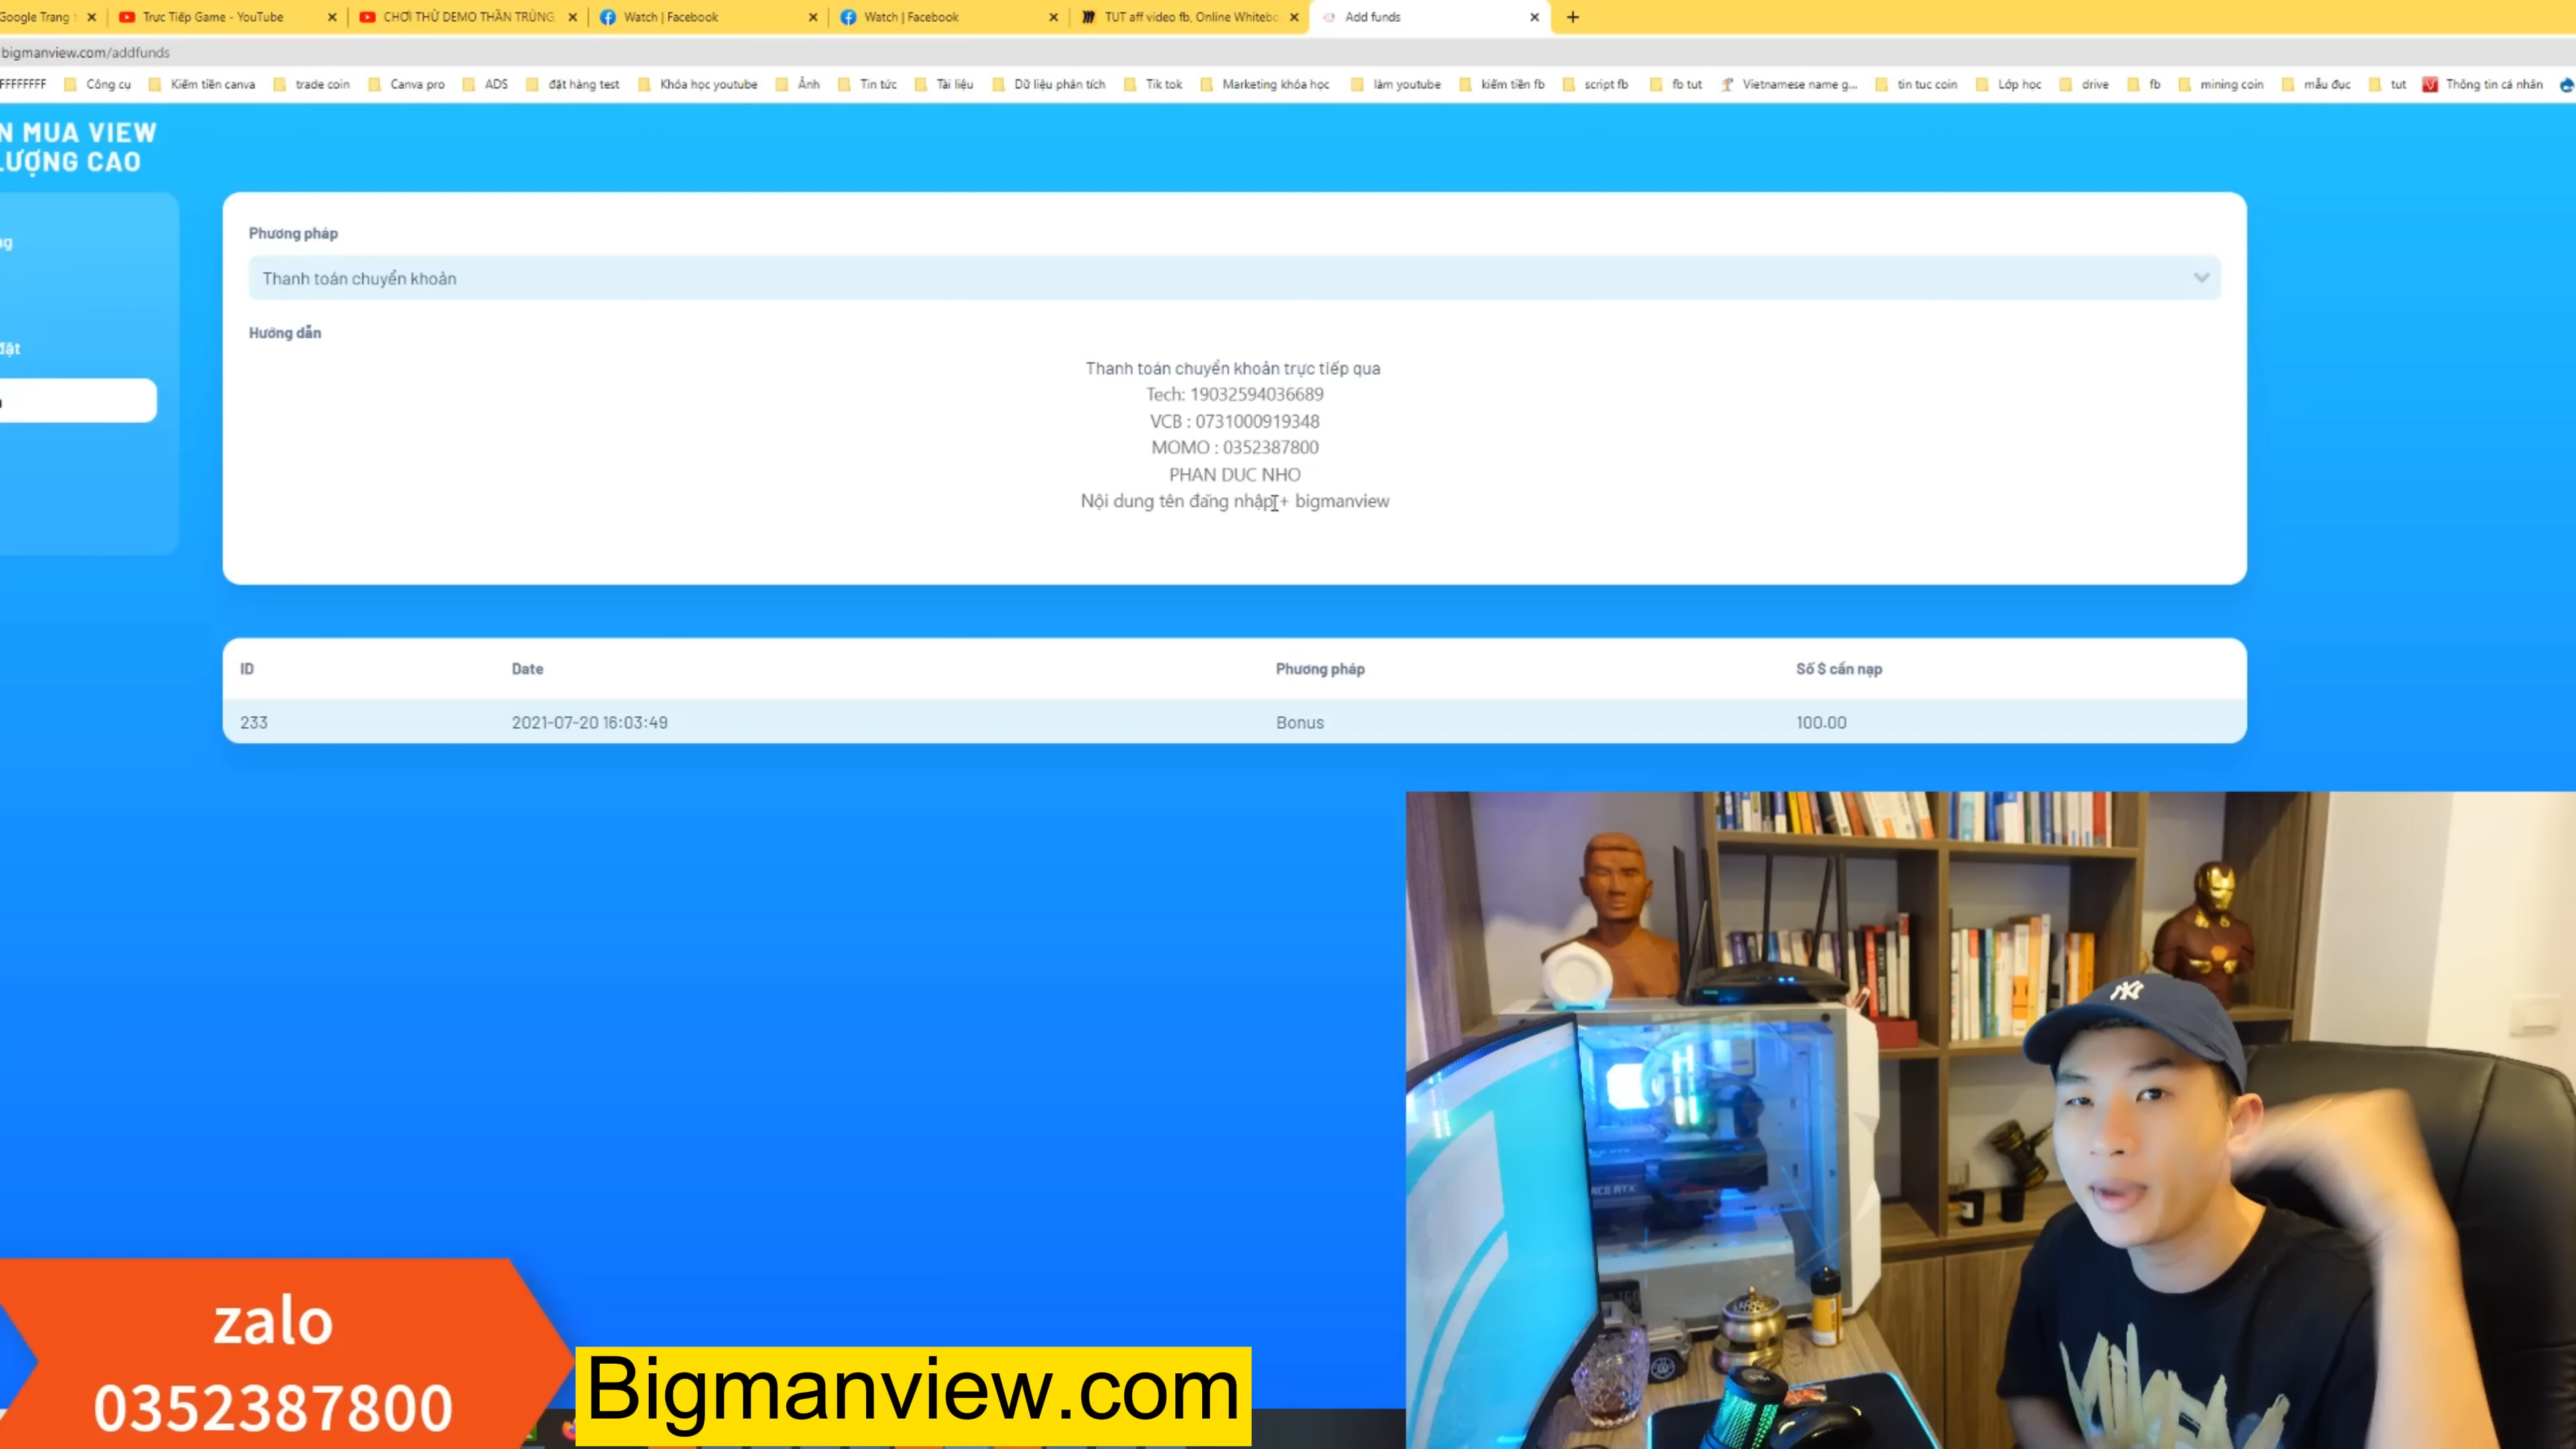 Google Trang
Trực Tiếp Game - YouTube
CHƠI THỬ DEMO THẦN TRÙNG
Watch | Facebook
Watch | Facebook
TUT aff video fb, Online Whitebo
Add funds
bigmanview.com/addfunds
FFFFFFFF
Công cụ
Kiếm tiền canva
trade coin
Canva pro
ADS
đặt hàng test
Khóa học youtube
Ảnh
Tin tức
Tài liệu
Dữ liệu phân tích
Tik tok
Marketing khóa học
làm youtube
kiếm tiền fb
script fb
fb tut
Vietnamese name g...
tin tuc coin
Lớp học
drive
fb
mining coin
mẫu đục
tut
Thông tin cá nhân
N MUA VIEW
LƯỢNG CAO
ng
đặt
Phương pháp
Thanh toán chuyển khoản
Hướng dẫn
Thanh toán chuyển khoản trực tiếp qua
Tech: 19032594036689
VCB : 0731000919348
MOMO : 0352387800
PHAN DUC NHO
Nội dung tên đăng nhập + bigmanview
ID Date Phương pháp Số $ cần nạp
233 2021-07-20 16:03:49 Bonus 100.00
zalo
0352387800
Bigmanview.com